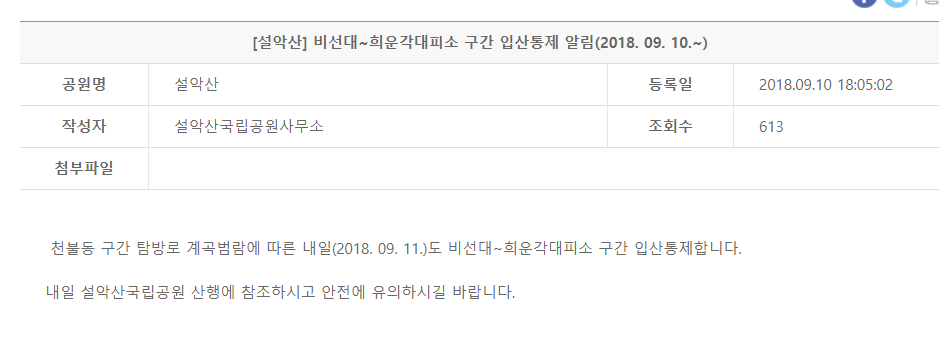 [설악산] 비선대~희운각대피소 구간 입산통제 알림(2018. 09. 10.~)
공원명 설악산 등록일 2018.09.10 18:05:02
작성자 설악산국립공원사무소 조회수 613
첨부파일
천불동 구간 탐방로 계곡범람에 따른 내일(2018. 09. 11.)도 비선대~희운각대피소 구간 입산통제합니다.
내일 설악산국립공원 산행에 참조하시고 안전에 유의하시길 바랍니다.